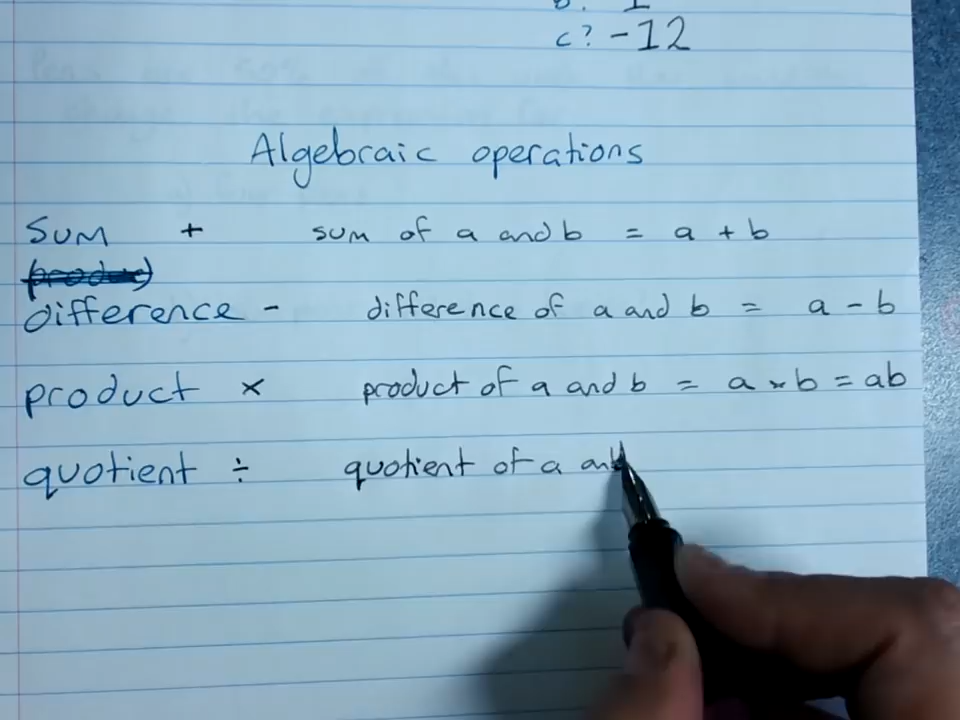 c? -12
Algebraic operations
Sum + sum of a and b = a + b
difference - difference of a and b = a - b
product × product of a and b = a × b = ab
quotient ÷ quotient of a and